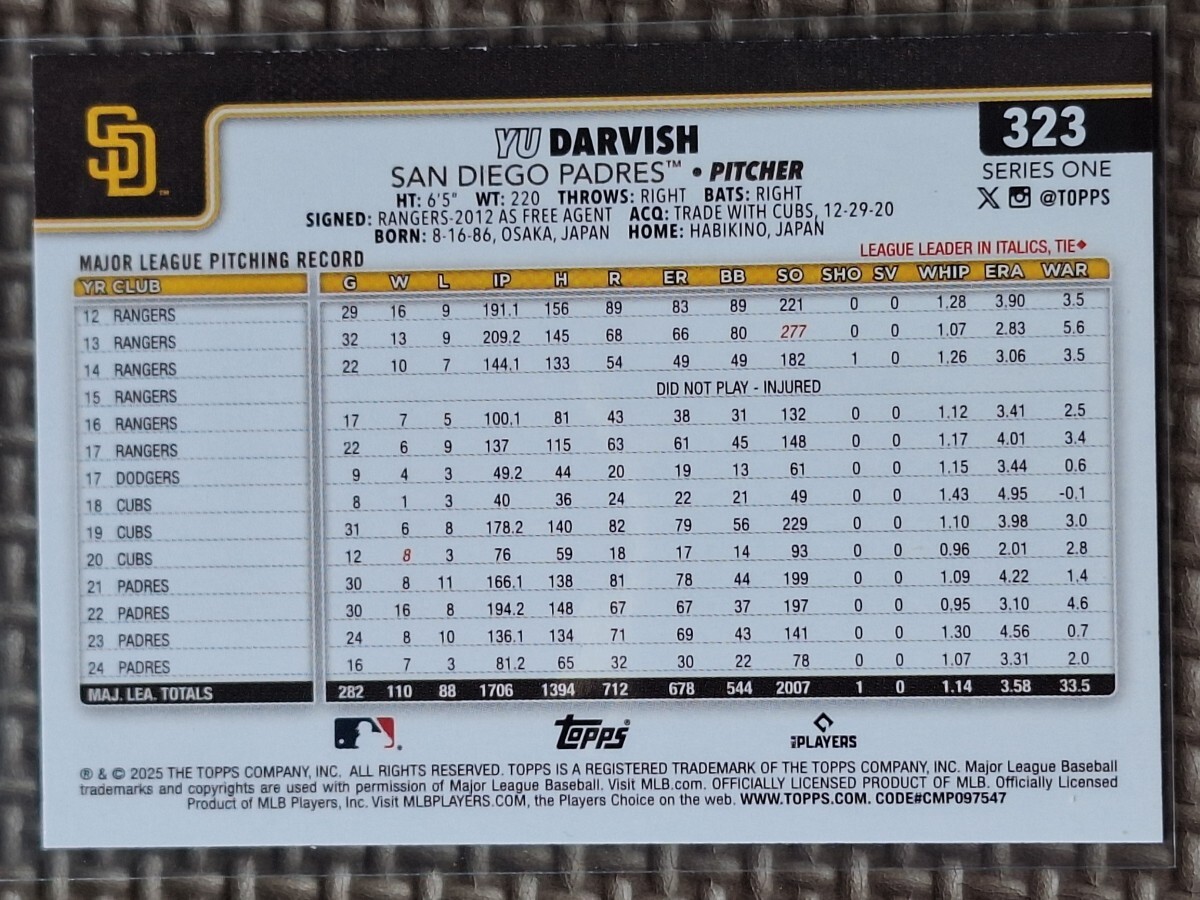 SD™
323
YU DARVISH
SERIES ONE
SAN DIEGO PADRES™ • PITCHER
X @TOPPS
HT: 6'5" WT: 220 THROWS: RIGHT BATS: RIGHT
SIGNED: RANGERS-2012 AS FREE AGENT ACQ: TRADE WITH CUBS, 12-29-20
BORN: 8-16-86, OSAKA, JAPAN HOME: HABIKINO, JAPAN
MAJOR LEAGUE PITCHING RECORD
LEAGUE LEADER IN ITALICS, TIE◆
YR CLUB G W L IP H R ER BB SO SHO SV WHIP ERA WAR
12 RANGERS 29 16 9 191.1 156 89 83 89 221 0 0 1.28 3.90 3.5
13 RANGERS 32 13 9 209.2 145 68 66 80 277 0 0 1.07 2.83 5.6
14 RANGERS 22 10 7 144.1 133 54 49 49 182 1 0 1.26 3.06 3.5
15 RANGERS DID NOT PLAY - INJURED
16 RANGERS 17 7 5 100.1 81 43 38 31 132 0 0 1.12 3.41 2.5
17 RANGERS 22 6 9 137 115 63 61 45 148 0 0 1.17 4.01 3.4
17 DODGERS 9 4 3 49.2 44 20 19 13 61 0 0 1.15 3.44 0.6
18 CUBS 8 1 3 40 36 24 22 21 49 0 0 1.43 4.95 -0.1
19 CUBS 31 6 8 178.2 140 82 79 56 229 0 0 1.10 3.98 3.0
20 CUBS 12 8 3 76 59 18 17 14 93 0 0 0.96 2.01 2.8
21 PADRES 30 8 11 166.1 138 81 78 44 199 0 0 1.09 4.22 1.4
22 PADRES 30 16 8 194.2 148 67 67 37 197 0 0 0.95 3.10 4.6
23 PADRES 24 8 10 136.1 134 71 69 43 141 0 0 1.30 4.56 0.7
24 PADRES 16 7 3 81.2 65 32 30 22 78 0 0 1.07 3.31 2.0
MAJ. LEA. TOTALS 282 110 88 1706 1394 712 678 544 2007 1 0 1.14 3.58 33.5
TOPPS® MLB PLAYERS
® & © 2025 THE TOPPS COMPANY, INC. ALL RIGHTS RESERVED. TOPPS IS A REGISTERED TRADEMARK OF THE TOPPS COMPANY, INC. Major League Baseball
trademarks and copyrights are used with permission of Major League Baseball. Visit MLB.com. OFFICIALLY LICENSED PRODUCT OF MLB. Officially Licensed
Product of MLB Players, Inc. Visit MLBPLAYERS.COM, the Players Choice on the web. WWW.TOPPS.COM. CODE#CMP097547